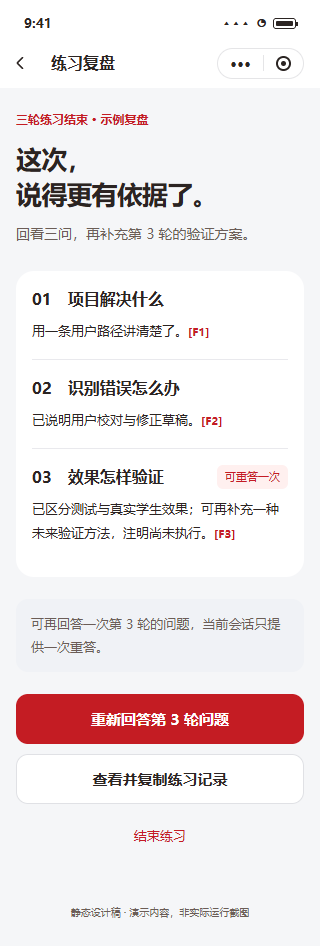 9:41
练习复盘
三轮练习结束·示例复盘
这次，
说得更有依据了。
回看三问，再补充第 3 轮的验证方案。
01 项目解决什么
用一条用户路径讲清楚了。[F1]
02 识别错误怎么办
已说明用户校对与修正草稿。[F2]
03 效果怎样验证 可重答一次
已区分测试与真实学生效果；可再补充一种
未来验证方法，注明尚未执行。[F3]
可再回答一次第 3 轮的问题，当前会话只提
供一次重答。
重新回答第 3 轮问题
查看并复制练习记录
结束练习
静态设计稿 · 演示内容，非实际运行截图